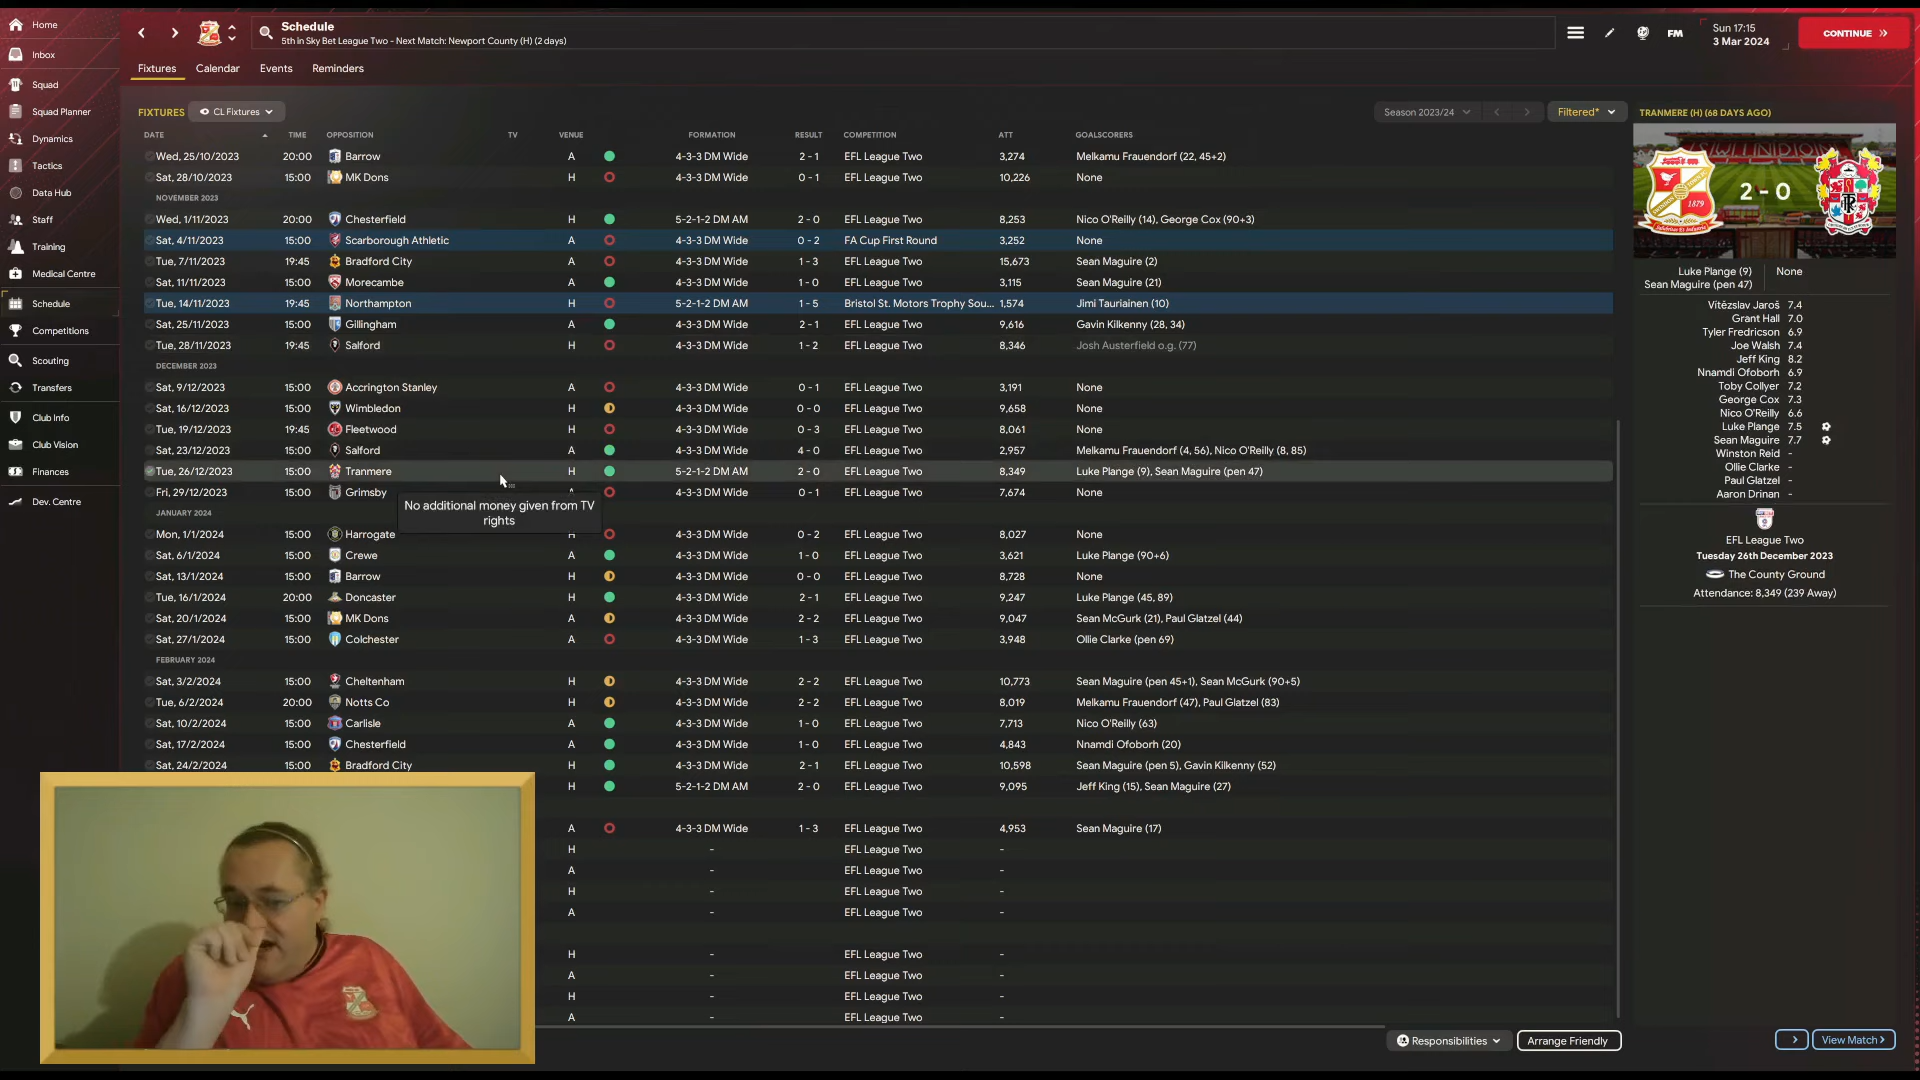 Home
Inbox
Squad
Squad Planner
Dynamics
Tactics
Data Hub
Staff
Training
Medical Centre
Schedule
Competitions
Scouting
Transfers
Club Info
Club Vision
Finances
Dev. Centre
Schedule
5th in Sky Bet League Two - Next Match: Newport County (H) (2 days)
FM
Sun 17:15
3 Mar 2024
CONTINUE
Fixtures Calendar Events Reminders
FIXTURES CL Fixtures Season 2023/24 Filtered*
DATE TIME OPPOSITION TV VENUE FORMATION RESULT COMPETITION ATT GOALSCORERS
Wed, 25/10/2023 20:00 Barrow A 4-3-3 DM Wide 2 - 1 EFL League Two 3,274 Melkamu Frauendorf (22, 45+2)
Sat, 28/10/2023 15:00 MK Dons H 4-3-3 DM Wide 0 - 1 EFL League Two 10,226 None
NOVEMBER 2023
Wed, 1/11/2023 20:00 Chesterfield H 5-2-1-2 DM AM 2 - 0 EFL League Two 8,253 Nico O'Reilly (14), George Cox (90+3)
Sat, 4/11/2023 15:00 Scarborough Athletic A 4-3-3 DM Wide 0 - 2 FA Cup First Round 3,252 None
Tue, 7/11/2023 19:45 Bradford City A 4-3-3 DM Wide 1 - 3 EFL League Two 15,673 Sean Maguire (2)
Sat, 11/11/2023 15:00 Morecambe A 4-3-3 DM Wide 1 - 0 EFL League Two 3,115 Sean Maguire (21)
Tue, 14/11/2023 19:45 Northampton H 5-2-1-2 DM AM 1 - 5 Bristol St. Motors Trophy Sou... 1,574 Jimi Tauriainen (10)
Sat, 25/11/2023 15:00 Gillingham A 4-3-3 DM Wide 2 - 1 EFL League Two 9,616 Gavin Kilkenny (28, 34)
Tue, 28/11/2023 19:45 Salford H 4-3-3 DM Wide 1 - 2 EFL League Two 8,346 Josh Austerfield o.g. (77)
DECEMBER 2023
Sat, 9/12/2023 15:00 Accrington Stanley A 4-3-3 DM Wide 0 - 1 EFL League Two 3,191 None
Sat, 16/12/2023 15:00 Wimbledon H 4-3-3 DM Wide 0 - 0 EFL League Two 9,658 None
Tue, 19/12/2023 19:45 Fleetwood H 4-3-3 DM Wide 0 - 3 EFL League Two 8,061 None
Sat, 23/12/2023 15:00 Salford A 4-3-3 DM Wide 4 - 0 EFL League Two 2,957 Melkamu Frauendorf (4, 56), Nico O'Reilly (8, 85)
Tue, 26/12/2023 15:00 Tranmere H 5-2-1-2 DM AM 2 - 0 EFL League Two 8,349 Luke Plange (9), Sean Maguire (pen 47)
Fri, 29/12/2023 15:00 Grimsby 4-3-3 DM Wide 0 - 1 EFL League Two 7,674 None
No additional money given from TV
rights
JANUARY 2024
Mon, 1/1/2024 15:00 Harrogate H 4-3-3 DM Wide 0 - 2 EFL League Two 8,027 None
Sat, 6/1/2024 15:00 Crewe A 4-3-3 DM Wide 1 - 0 EFL League Two 3,621 Luke Plange (90+6)
Sat, 13/1/2024 15:00 Barrow H 4-3-3 DM Wide 0 - 0 EFL League Two 8,728 None
Tue, 16/1/2024 20:00 Doncaster H 4-3-3 DM Wide 2 - 1 EFL League Two 9,247 Luke Plange (45, 89)
Sat, 20/1/2024 15:00 MK Dons A 4-3-3 DM Wide 2 - 2 EFL League Two 9,047 Sean McGurk (21), Paul Glatzel (44)
Sat, 27/1/2024 15:00 Colchester A 4-3-3 DM Wide 1 - 3 EFL League Two 3,948 Ollie Clarke (pen 69)
FEBRUARY 2024
Sat, 3/2/2024 15:00 Cheltenham H 4-3-3 DM Wide 2 - 2 EFL League Two 10,773 Sean Maguire (pen 45+1), Sean McGurk (90+5)
Tue, 6/2/2024 20:00 Notts Co H 4-3-3 DM Wide 2 - 2 EFL League Two 8,019 Melkamu Frauendorf (47), Paul Glatzel (83)
Sat, 10/2/2024 15:00 Carlisle A 4-3-3 DM Wide 1 - 0 EFL League Two 7,713 Nico O'Reilly (63)
Sat, 17/2/2024 15:00 Chesterfield A 4-3-3 DM Wide 1 - 0 EFL League Two 4,843 Nnamdi Ofoborh (20)
Sat, 24/2/2024 15:00 Bradford City H 4-3-3 DM Wide 2 - 1 EFL League Two 10,598 Sean Maguire (pen 5), Gavin Kilkenny (52)
H 5-2-1-2 DM AM 2 - 0 EFL League Two 9,095 Jeff King (15), Sean Maguire (27)
A 4-3-3 DM Wide 1 - 3 EFL League Two 4,953 Sean Maguire (17)
H - EFL League Two -
A - EFL League Two -
H - EFL League Two -
A - EFL League Two -
H - EFL League Two -
A - EFL League Two -
H - EFL League Two -
A - EFL League Two -
Responsibilities Arrange Friendly
TRANMERE (H) (68 DAYS AGO)
2 - 0
1879
Luke Plange (9) None
Sean Maguire (pen 47)
Vítězslav Jaroš 7.4
Grant Hall 7.0
Tyler Fredricson 6.9
Joe Walsh 7.4
Jeff King 8.2
Nnamdi Ofoborh 6.9
Toby Collyer 7.2
George Cox 7.3
Nico O'Reilly 6.6
Luke Plange 7.5
Sean Maguire 7.7
Winston Reid -
Ollie Clarke -
Paul Glatzel -
Aaron Drinan -
EFL League Two
Tuesday 26th December 2023
The County Ground
Attendance: 8,349 (239 Away)
View Match